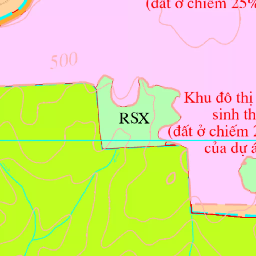 (đất ở chiếm 25%
500
RSX
Khu đô thị
sinh th
(đất ở chiếm 2
của dự á